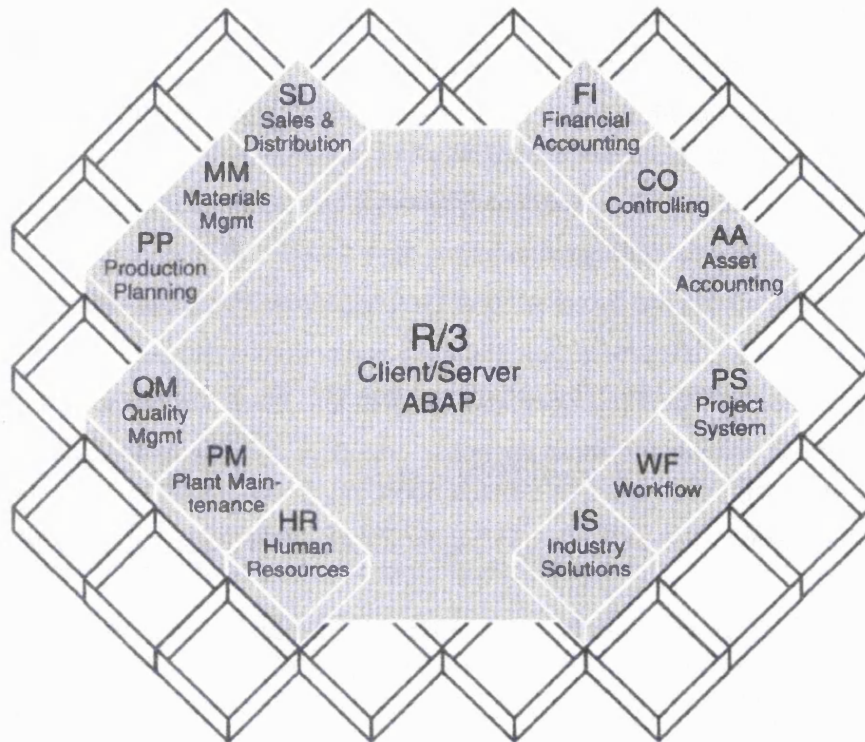 SD
Sales &
Distribution
MM
Materials
Mgmt
PP
Production
Planning
FI
Financial
Accounting
CO
Controlling
AA
Asset
Accounting
R/3
Client/Server
ABAP
QM
Quality
Mgmt
PM
Plant Main-
tenance
HR
Human
Resources
PS
Project
System
WF
Workflow
IS
Industry
Solutions